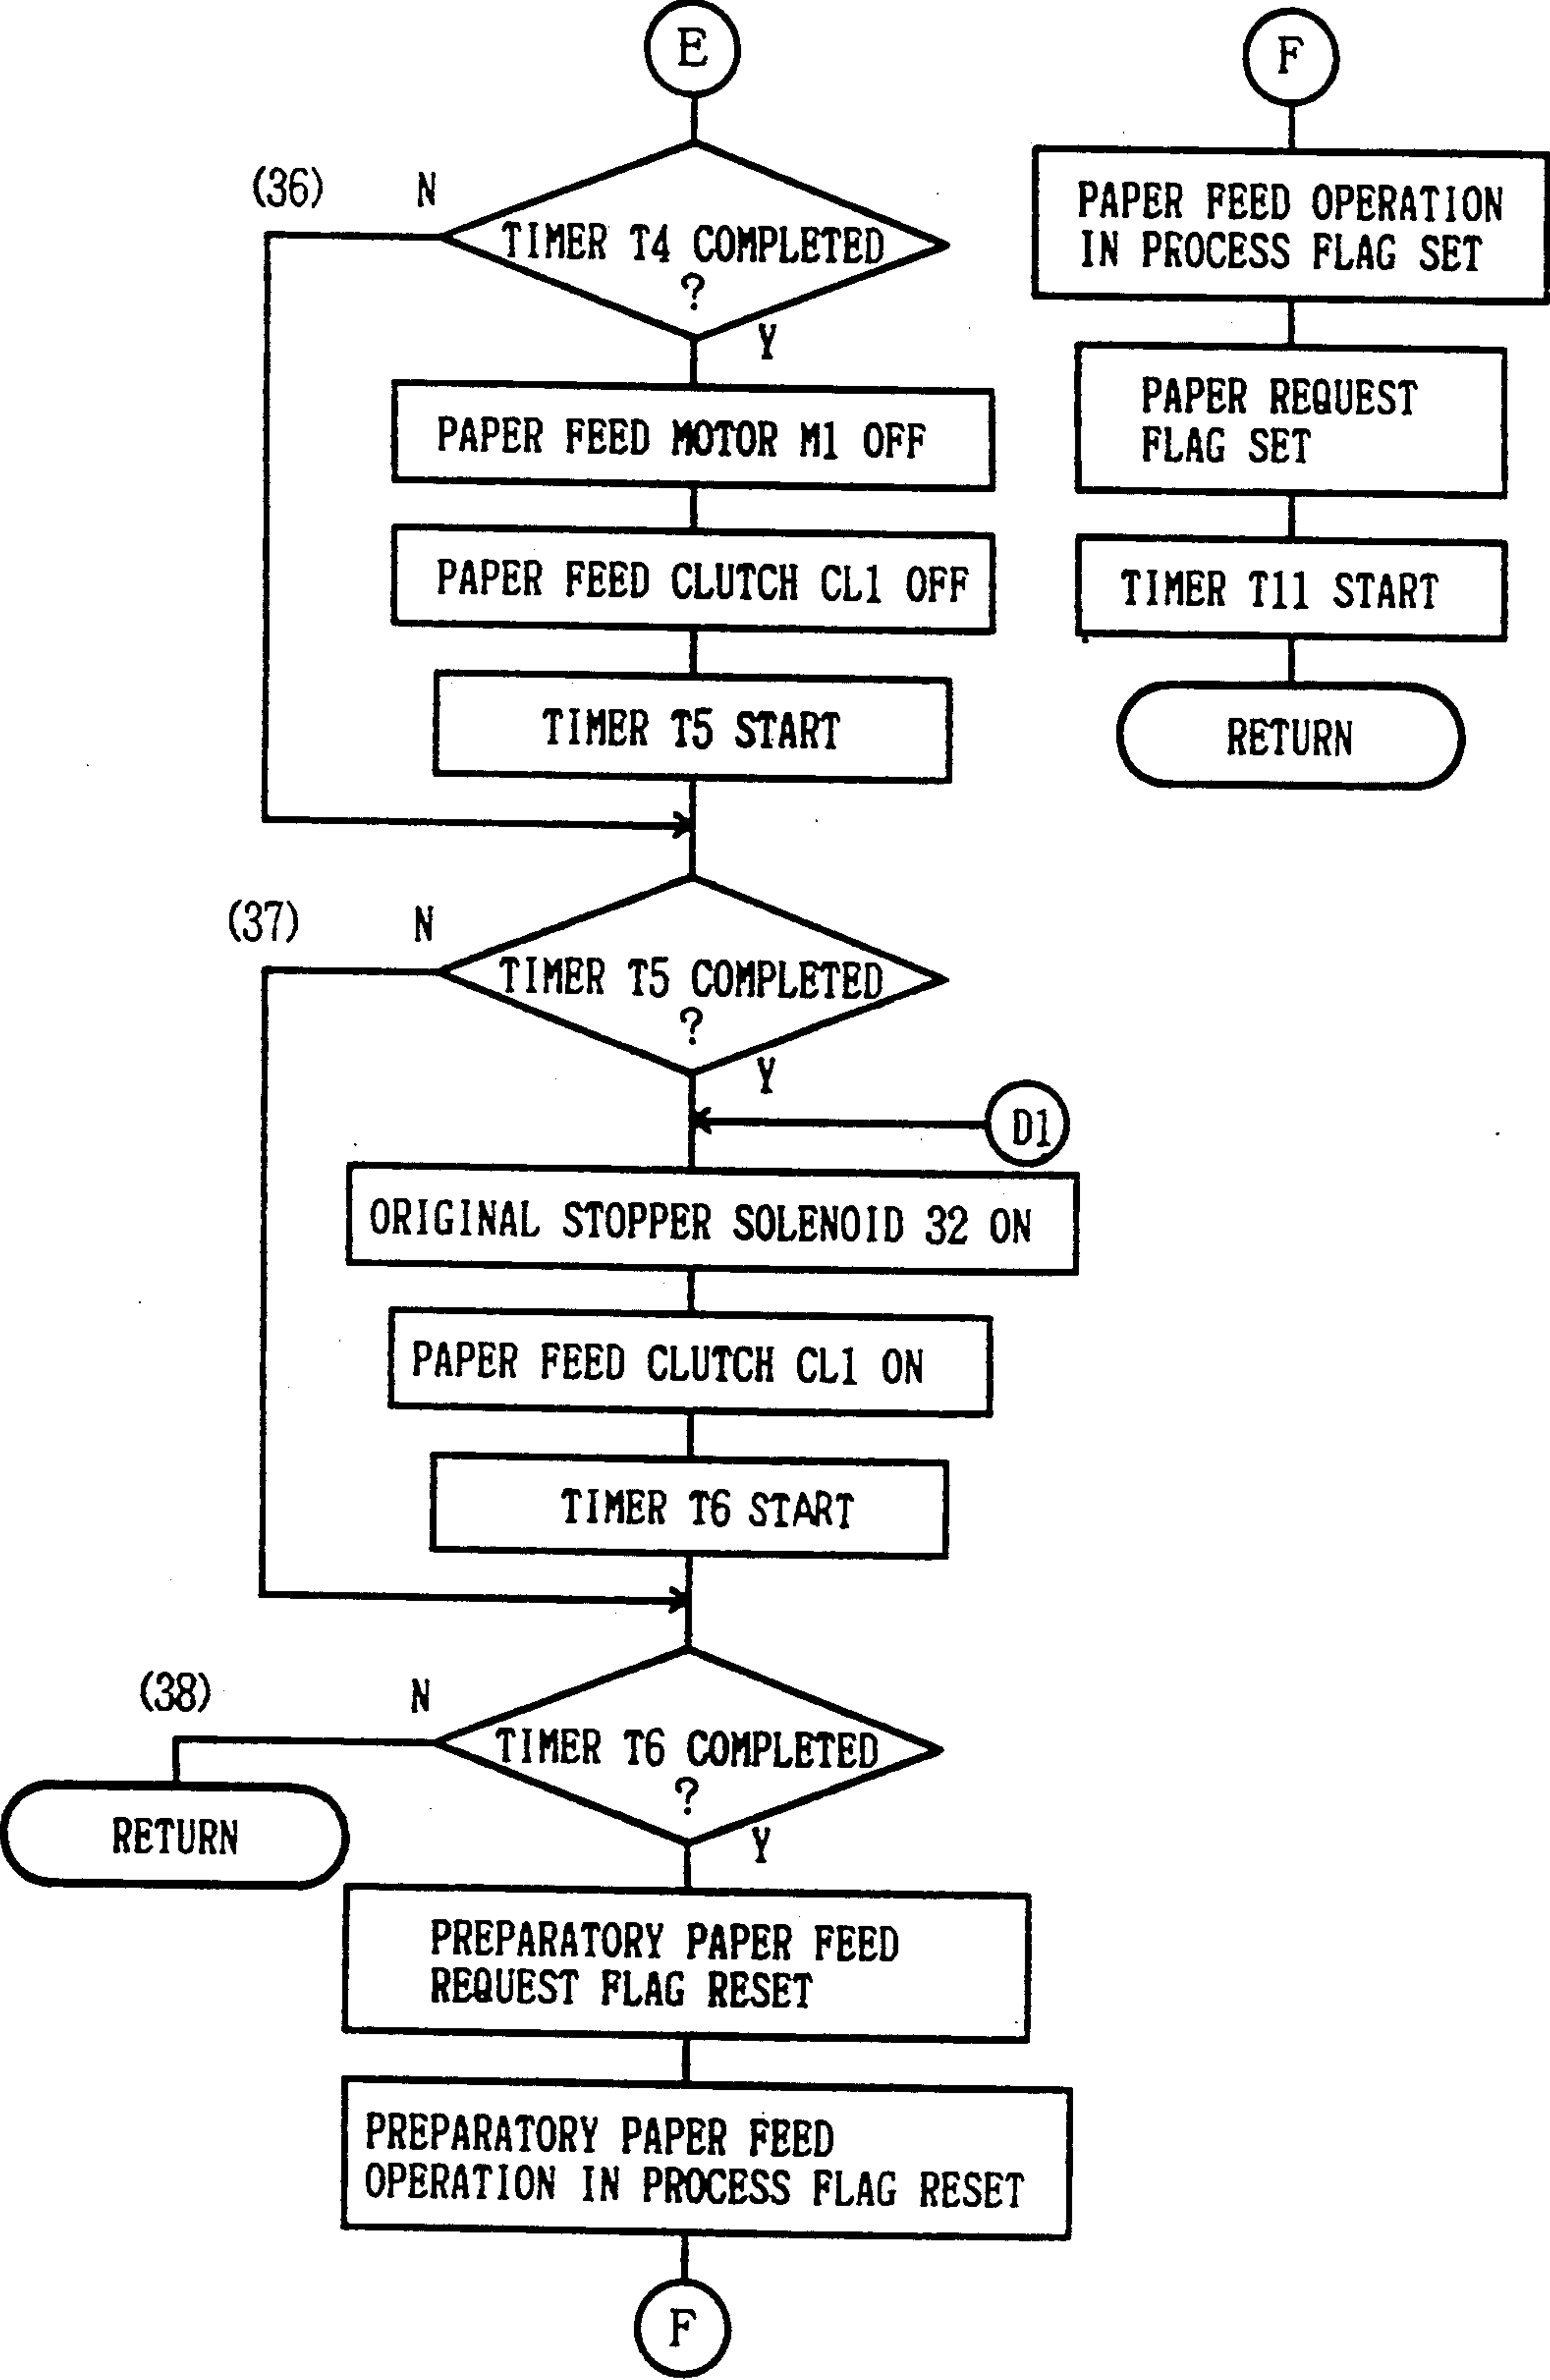 E
(36)
N
TIMER T4 COMPLETED
?
Y
PAPER FEED MOTOR M1 OFF
PAPER FEED CLUTCH CL1 OFF
TIMER T5 START
(37)
N
TIMER T5 COMPLETED
?
Y
D1
ORIGINAL STOPPER SOLENOID 32 ON
PAPER FEED CLUTCH CL1 ON
TIMER T6 START
(38)
N
TIMER T6 COMPLETED
?
Y
RETURN
PREPARATORY PAPER FEED
REQUEST FLAG RESET
PREPARATORY PAPER FEED
OPERATION IN PROCESS FLAG RESET
F
F
PAPER FEED OPERATION
IN PROCESS FLAG SET
PAPER REQUEST
FLAG SET
TIMER T11 START
RETURN